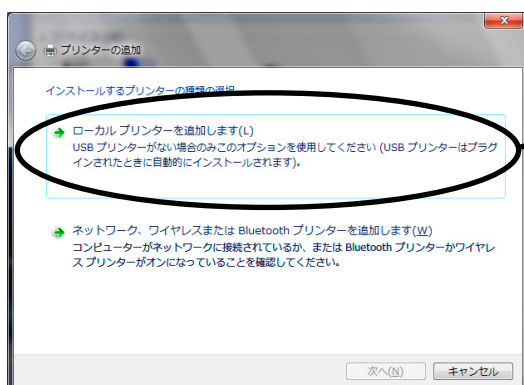 プリンターの追加
インストールするプリンターの種類の選択
ローカル プリンターを追加します(L)
USB プリンターがない場合のみこのオプションを使用してください (USB プリンターはプラグ
インされたときに自動的にインストールされます)。
ネットワーク、ワイヤレスまたは Bluetooth プリンターを追加します(W)
コンピューターがネットワークに接続されているか、または Bluetooth プリンターかワイヤレ
ス プリンターがオンになっていることを確認してください。
次へ(N)
キャンセル